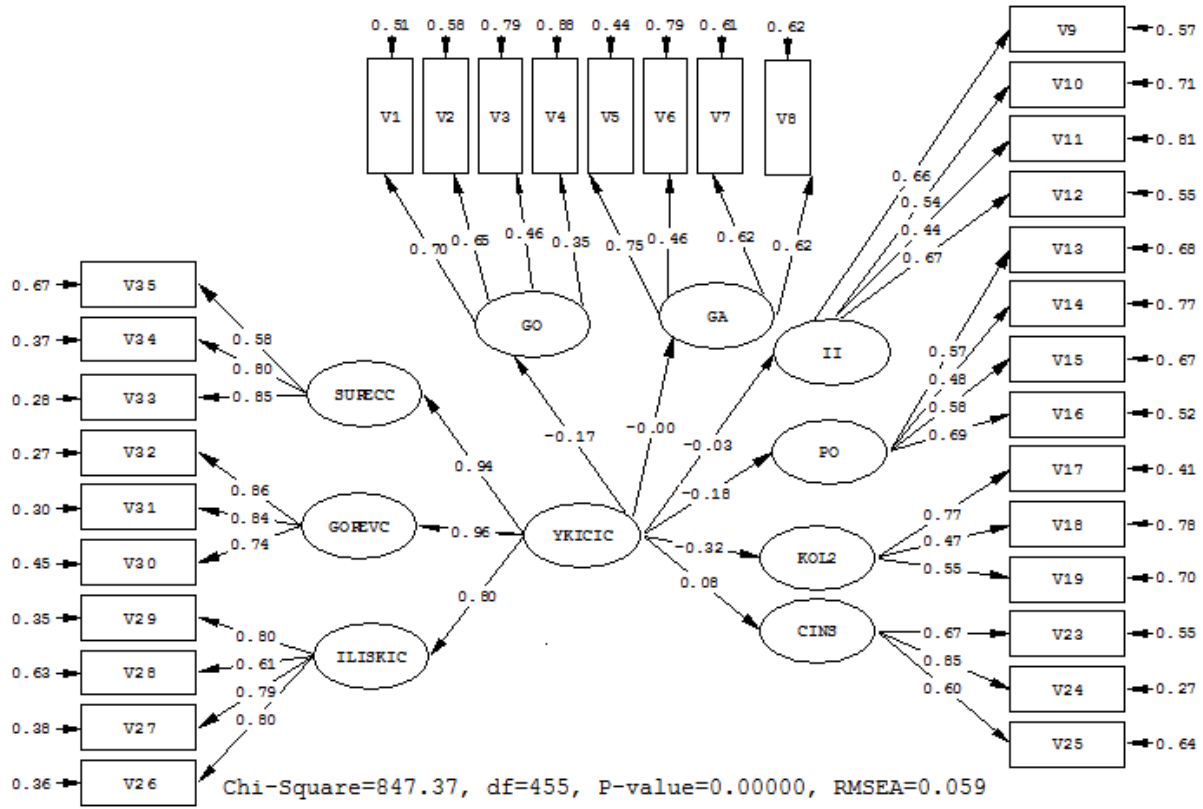 0.51 0.58 0.79 0.88 0.44 0.79 0.61 0.62
V1 V2 V3 V4 V5 V6 V7 V8
V9 0.57
V10 0.71
V11 0.81
V12 0.55
V13 0.68
V14 0.77
V15 0.67
V16 0.52
V17 0.41
V18 0.78
V19 0.70
V23 0.55
V24 0.27
V25 0.64
0.70 0.65 0.46 0.35 0.75 0.46 0.62 0.62
0.66
0.54
0.44
0.67
GO GA II
0.57
0.48
0.58
0.69
PO
0.77
0.47
0.55
KOL2
0.67
0.85
0.60
CINS
-0.17 -0.00 -0.03
-0.18
-0.32
0.08
YKICIC
0.94
0.96
0.80
0.67 V35
0.37 V34
0.28 V33
0.58
0.80
0.85
SURECC
0.27 V32
0.30 V31
0.45 V30
0.86
0.84
0.74
GOREVC
0.35 V29
0.63 V28
0.38 V27
0.36 V26
0.80
0.61
0.79
0.80
ILISKIC
Chi-Square=847.37, df=455, P-value=0.00000, RMSEA=0.059